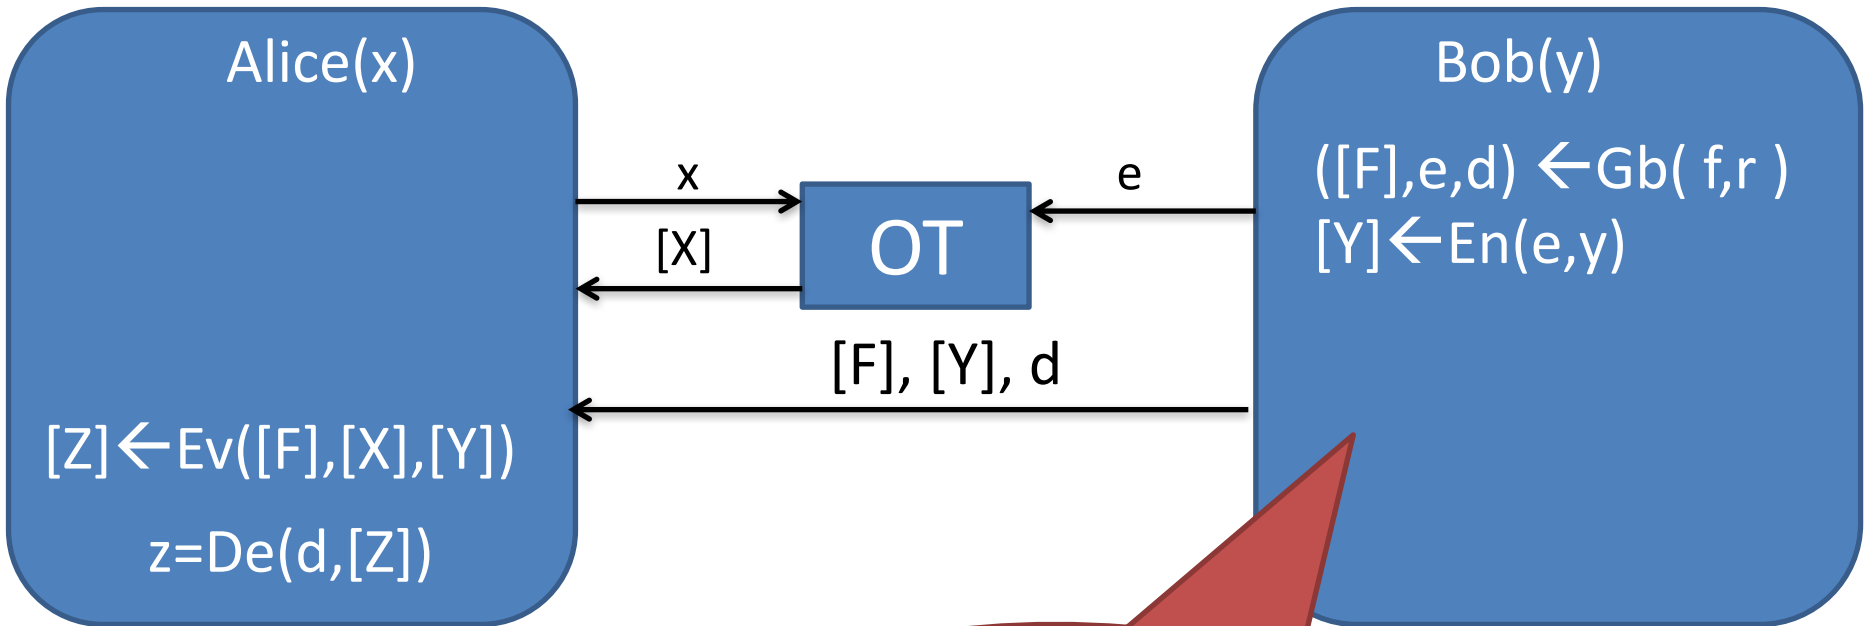 Alice(x)
Bob(y)
x
e
([F],e,d) ←Gb( f,r )
[X]
OT
[Y]←En(e,y)
[F], [Y], d
[Z]←Ev([F],[X],[Y])
z=De(d,[Z])